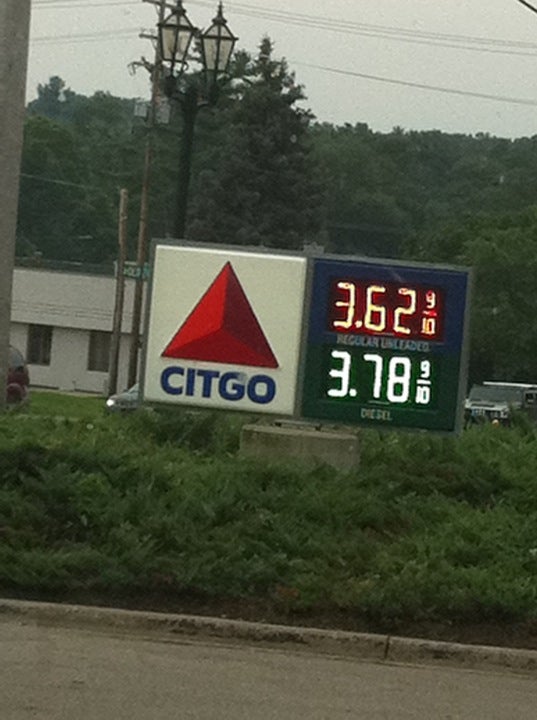 CITGO
3.62 9/10
REGULAR UNLEADED
3.78 9/10
DIESEL